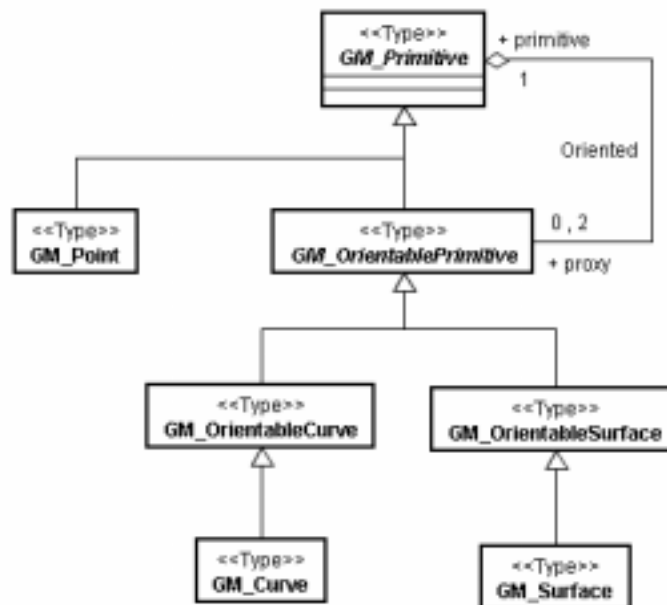 <<Type>>
GM_Primitive
+ primitive
1
Oriented
<<Type>>
GM_Point
<<Type>>
GM_OrientablePrimitive
0 , 2
+ proxy
<<Type>>
GM_OrientableCurve
<<Type>>
GM_OrientableSurface
<<Type>>
GM_Curve
<<Type>>
GM_Surface